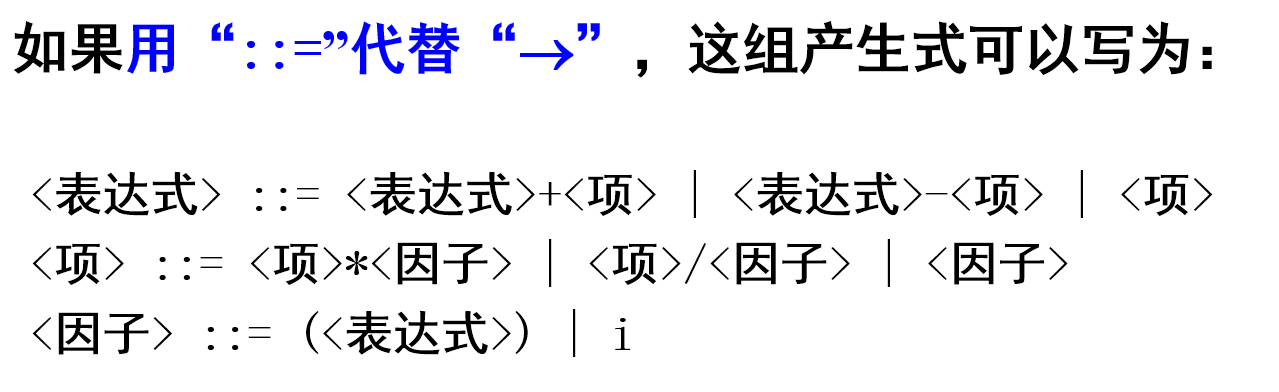 如果用“::=”代替“→”，这组产生式可以写为：
<表达式> ::= <表达式>+<项> | <表达式>-<项> | <项>
<项> ::= <项>*<因子> | <项>/<因子> | <因子>
<因子> ::= (<表达式>) | i